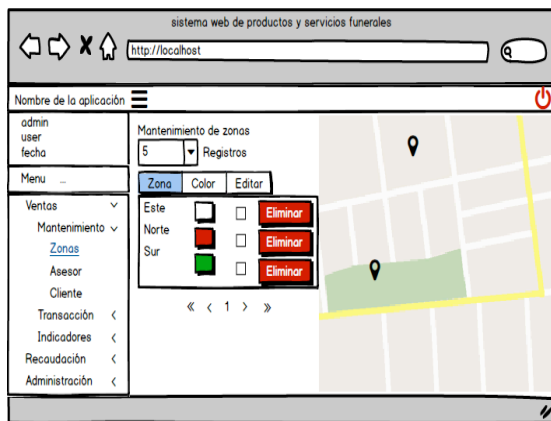 sistema web de productos y servicios funerales
http://localhost
Nombre de la aplicación
admin
user
fecha
Menu ...
Ventas
Mantenimiento
Zonas
Asesor
Cliente
Transacción
Indicadores
Recaudación
Administración
Mantenimiento de zonas
5 Registros
Zona Color Editar
Este Eliminar
Norte Eliminar
Sur Eliminar
« < 1 > »